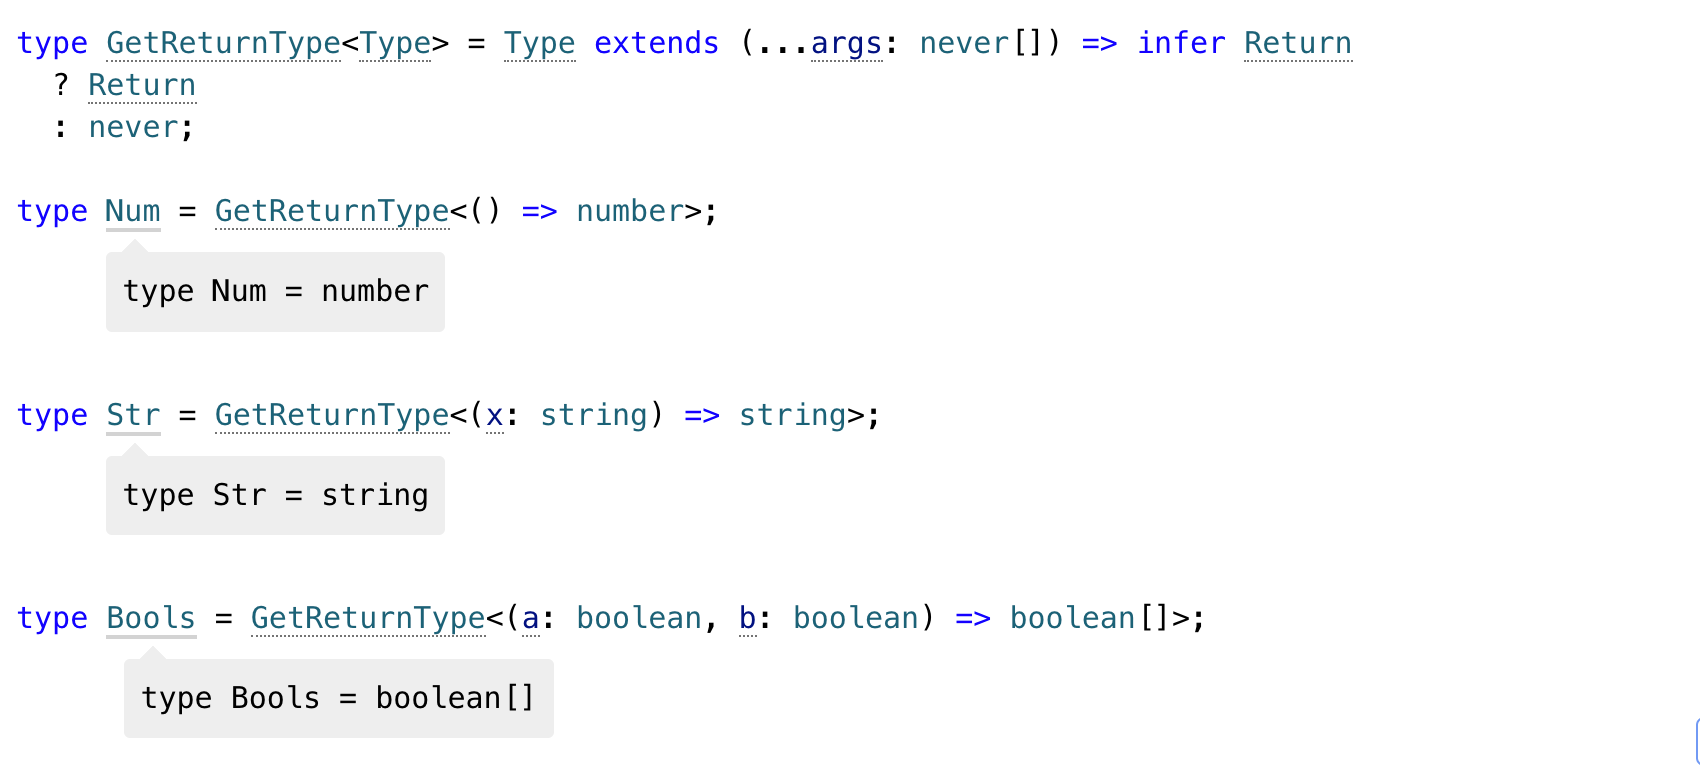 type GetReturnType<Type> = Type extends (...args: never[]) => infer Return
  ? Return
  : never;
type Num = GetReturnType<() => number>;
type Num = number
type Str = GetReturnType<(x: string) => string>;
type Str = string
type Bools = GetReturnType<(a: boolean, b: boolean) => boolean[]>;
type Bools = boolean[]